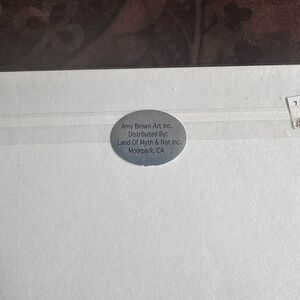 Amy Brown Art Inc.
Distributed By:
Land Of Myth & Not Inc.
Moorpark, CA